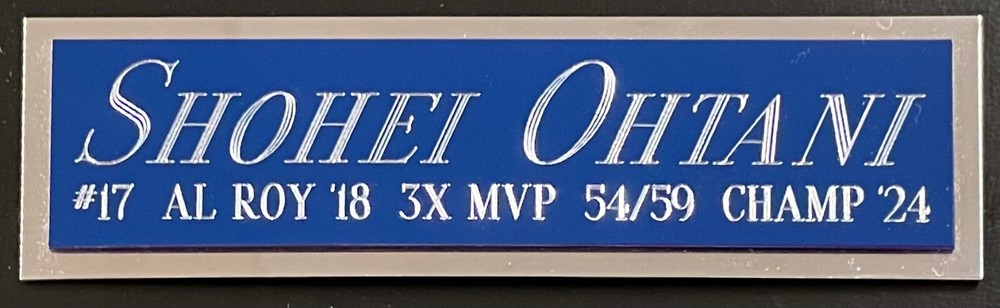 SHOHEI OHTANI
#17 AL ROY '18 3X MVP 54/59 CHAMP '24